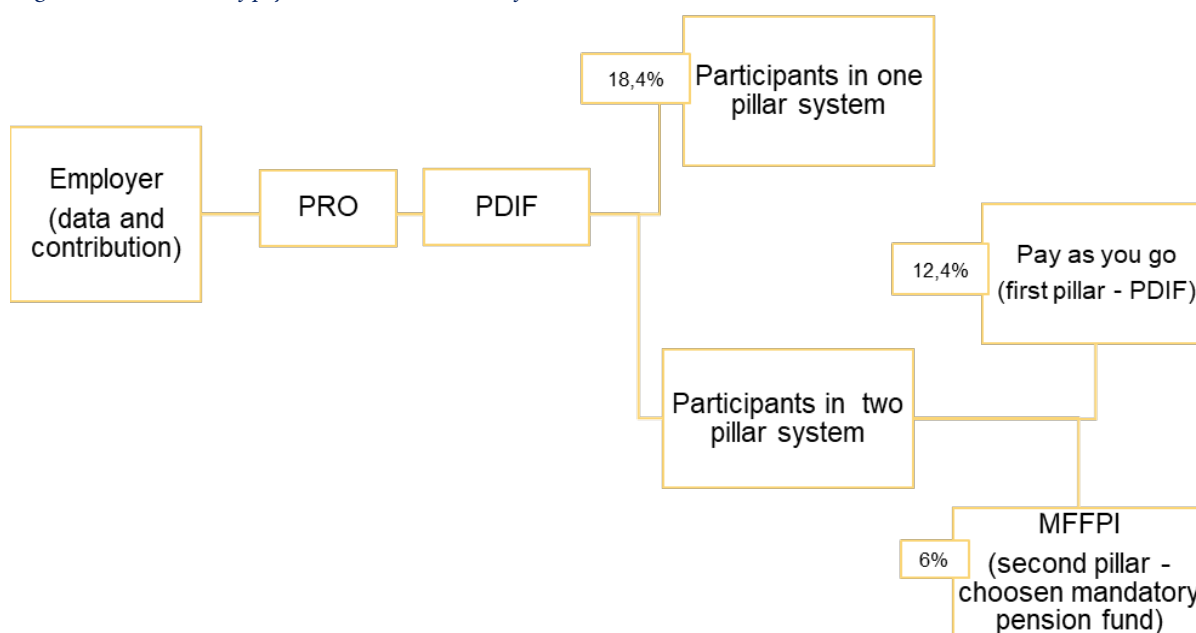 Employer
(data and
contribution)
PRO
PDIF
18,4%
Participants in one
pillar system
12,4%
Pay as you go
(first pillar - PDIF)
Participants in two
pillar system
6%
MFFPI
(second pillar -
choosen mandatory
pension fund)